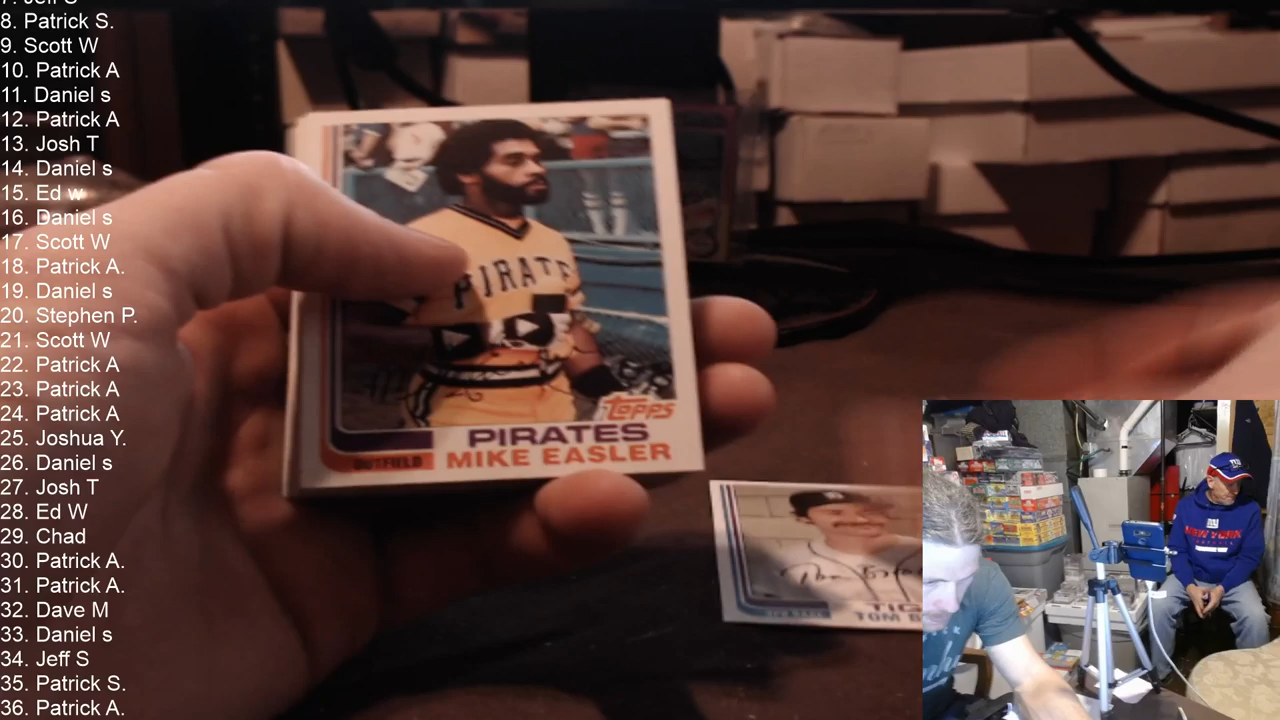 8. Patrick S.
9. Scott W
10. Patrick A
11. Daniel s
12. Patrick A
13. Josh T
14. Daniel s
15. Ed w
16. Daniel s
17. Scott W
18. Patrick A.
19. Daniel s
20. Stephen P.
21. Scott W
22. Patrick A
23. Patrick A
24. Patrick A
25. Joshua Y.
26. Daniel s
27. Josh T
28. Ed W
29. Chad
30. Patrick A.
31. Patrick A.
32. Dave M
33. Daniel s
34. Jeff S
35. Patrick S.
36. Patrick A.
PIRATE
TOPPS
PIRATES
OUTFIELD
MIKE EASLER
TOM
NEW YORK